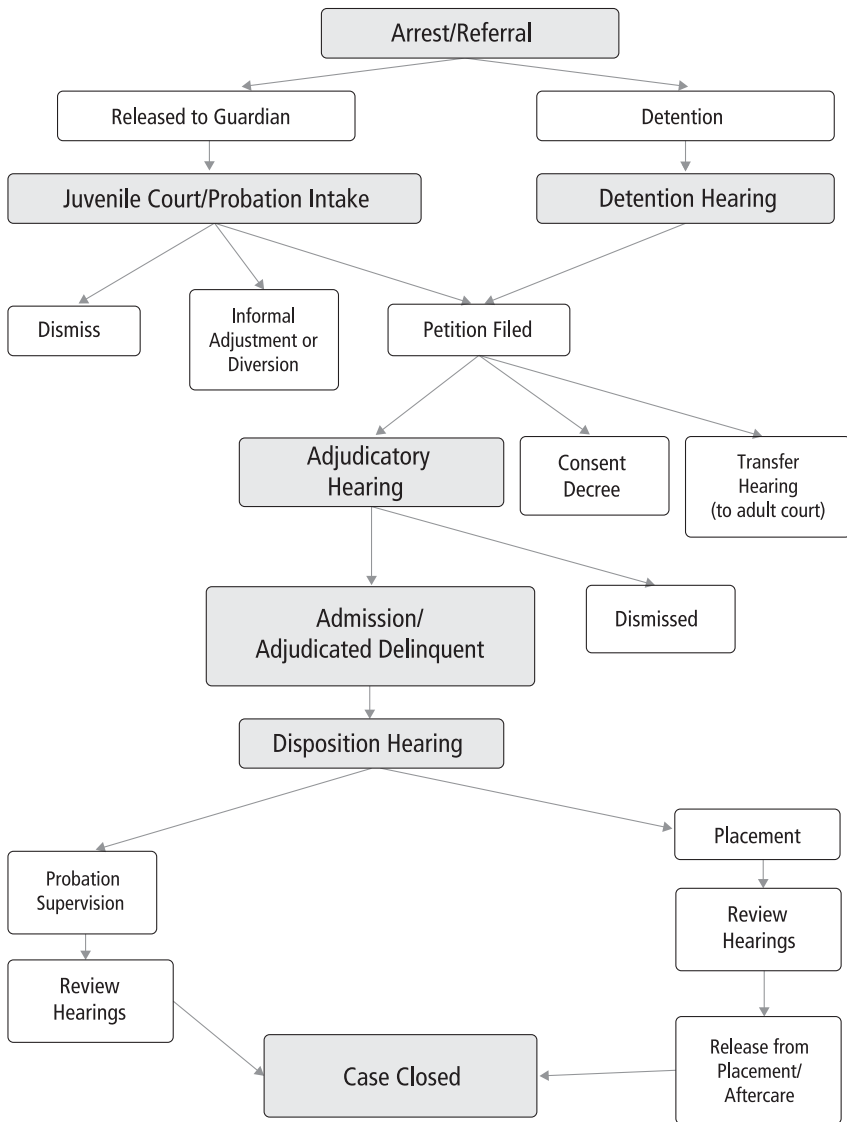 Arrest/Referral
Released to Guardian
Detention
Juvenile Court/Probation Intake
Detention Hearing
Dismiss
Informal
Adjustment or
Diversion
Petition Filed
Adjudicatory
Hearing
Consent
Decree
Transfer
Hearing
(to adult court)
Admission/
Adjudicated Delinquent
Dismissed
Disposition Hearing
Placement
Probation
Supervision
Review
Hearings
Review
Hearings
Case Closed
Release from
Placement/
Aftercare